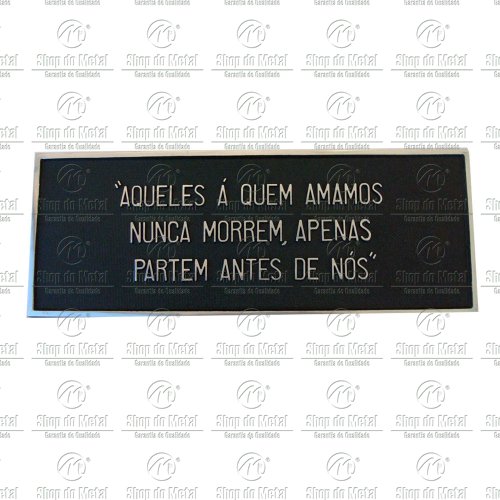 "AQUELES Á QUEM AMAMOS
NUNCA MORREM, APENAS
PARTEM ANTES DE NÓS"
Shop do Metal
Garantia de Qualidade